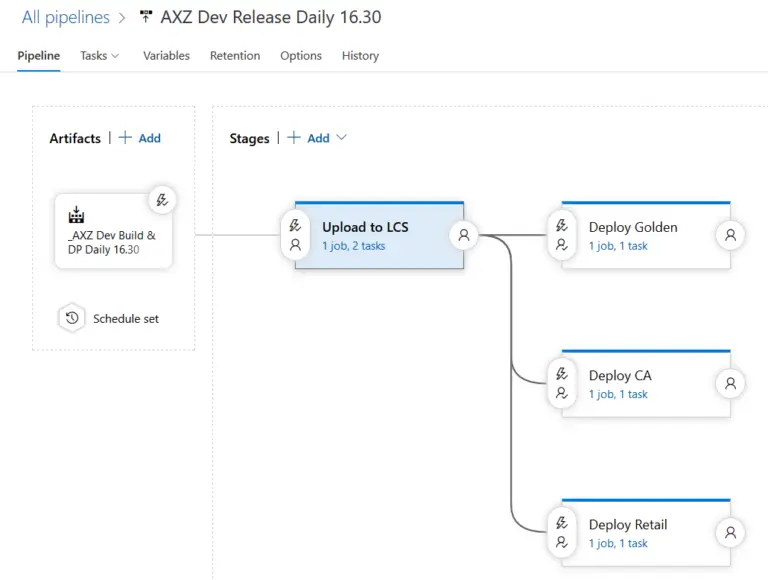 All pipelines > AXZ Dev Release Daily 16.30
Pipeline Tasks Variables Retention Options History
Artifacts | + Add
Stages | + Add
_AXZ Dev Build &
DP Daily 16.30
Schedule set
Upload to LCS
1 job, 2 tasks
Deploy Golden
1 job, 1 task
Deploy CA
1 job, 1 task
Deploy Retail
1 job, 1 task